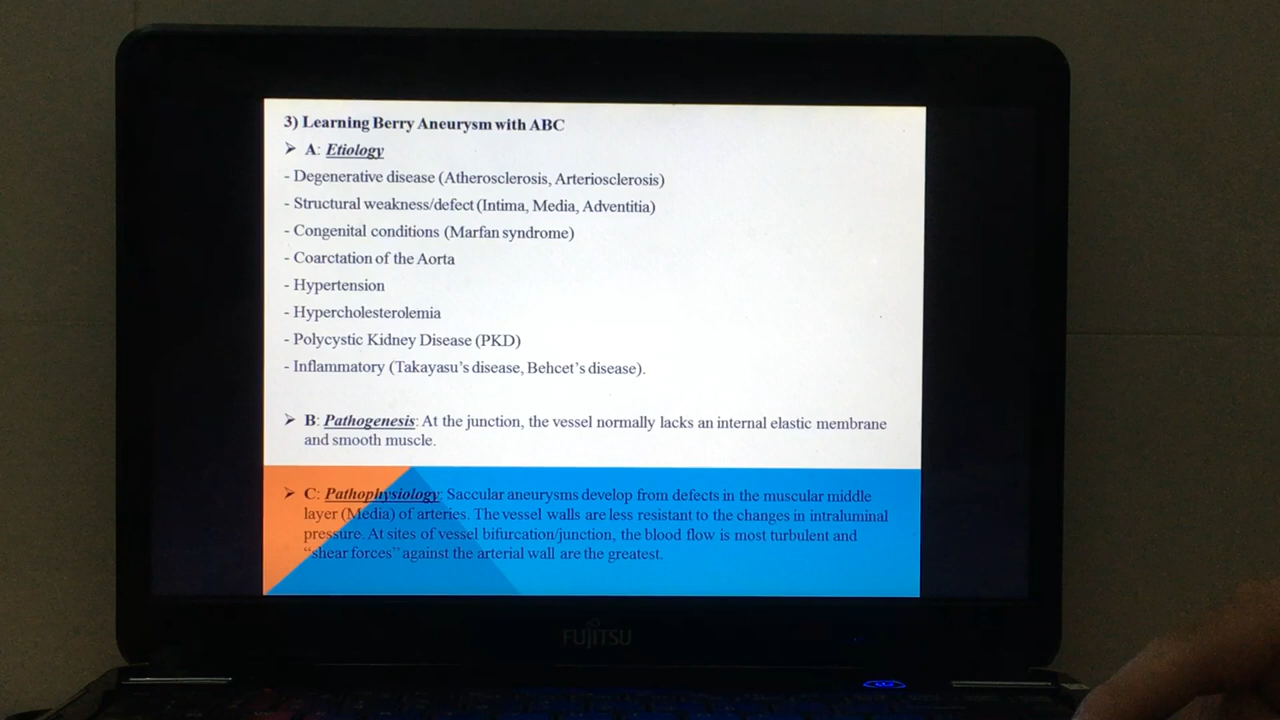 3) Learning Berry Aneurysm with ABC
➢ A: Etiology
- Degenerative disease (Atherosclerosis, Arteriosclerosis)
- Structural weakness/defect (Intima, Media, Adventitia)
- Congenital conditions (Marfan syndrome)
- Coarctation of the Aorta
- Hypertension
- Hypercholesterolemia
- Polycystic Kidney Disease (PKD)
- Inflammatory (Takayasu’s disease, Behcet’s disease).
➢ B: Pathogenesis: At the junction, the vessel normally lacks an internal elastic membrane
and smooth muscle.
➢ C: Pathophysiology: Saccular aneurysms develop from defects in the muscular middle
layer (Media) of arteries. The vessel walls are less resistant to the changes in intraluminal
pressure. At sites of vessel bifurcation/junction, the blood flow is most turbulent and
“shear forces” against the arterial wall are the greatest.
FUJITSU